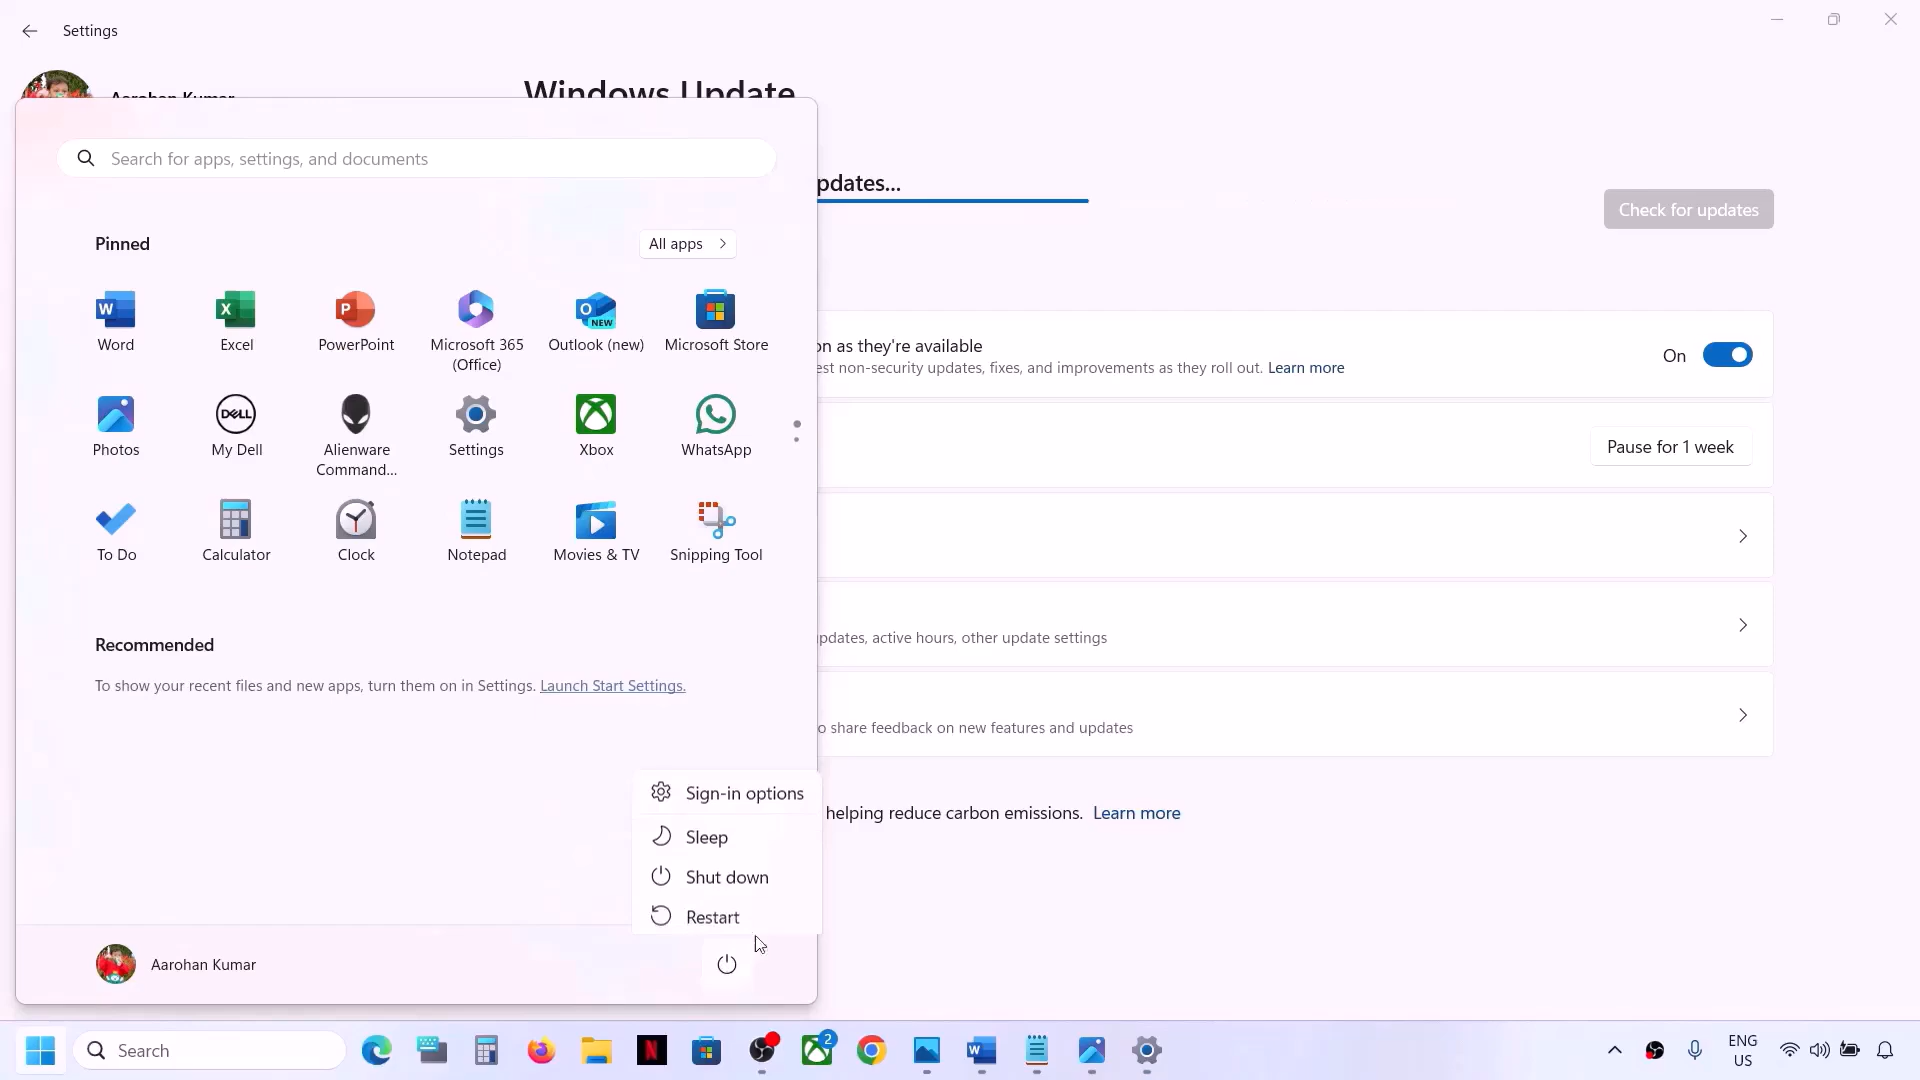 Settings
Aarohan Kumar
Windows Update
Search for apps, settings, and documents
pdates...
Check for updates
Pinned
All apps
Word
Excel
PowerPoint
Microsoft 365
(Office)
Outlook (new)
Microsoft Store
on as they're available
est non-security updates, fixes, and improvements as they roll out. Learn more
On
Photos
My Dell
Alienware
Command...
Settings
Xbox
WhatsApp
Pause for 1 week
To Do
Calculator
Clock
Notepad
Movies & TV
Snipping Tool
pdates, active hours, other update settings
Recommended
To show your recent files and new apps, turn them on in Settings. Launch Start Settings.
o share feedback on new features and updates
Sign-in options
helping reduce carbon emissions. Learn more
Sleep
Shut down
Restart
Aarohan Kumar
Search
2
ENG
US